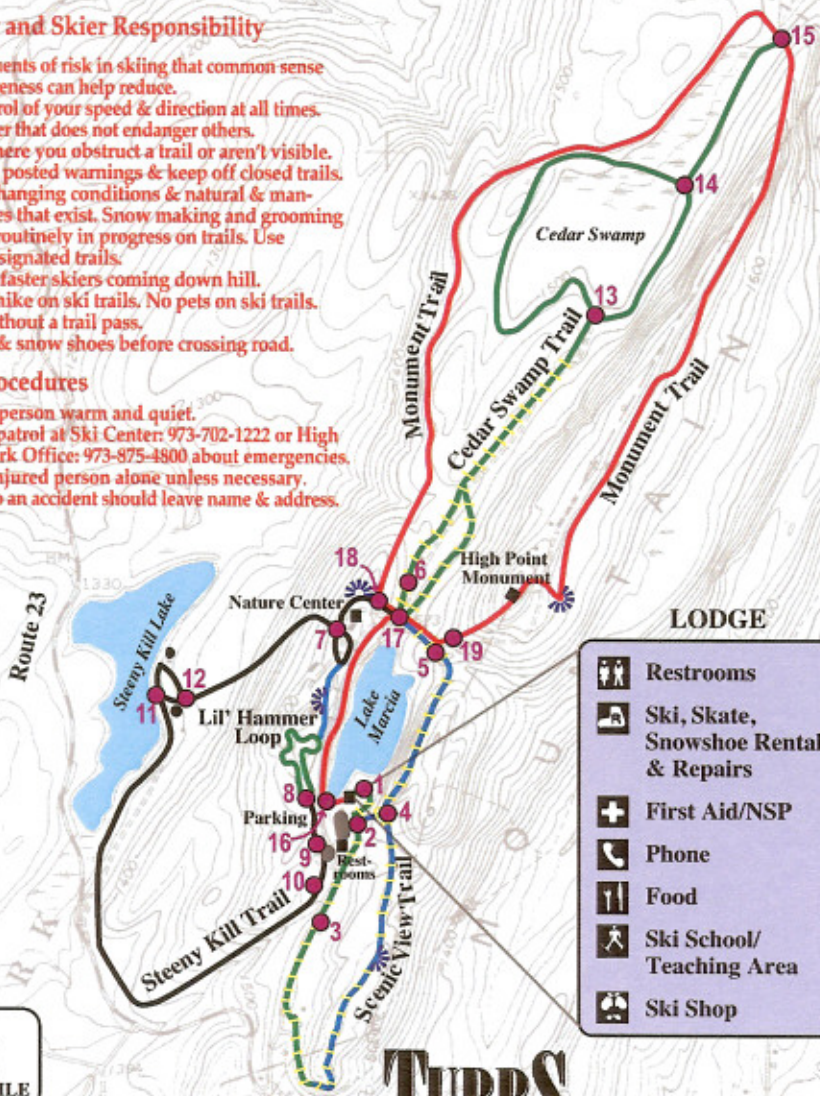 and Skier Responsibility
ents of risk in skiing that common sense
eness can help reduce.
rol of your speed & direction at all times.
er that does not endanger others.
here you obstruct a trail or aren't visible.
posted warnings & keep off closed trails.
hanging conditions & natural & man-
es that exist. Snow making and grooming
routinely in progress on trails. Use
signated trails.
faster skiers coming down hill.
hike on ski trails. No pets on ski trails.
thout a trail pass.
& snow shoes before crossing road.
ocedures
person warm and quiet.
patrol at Ski Center: 973-702-1222 or High
rk Office: 973-875-4800 about emergencies.
njured person alone unless necessary.
o an accident should leave name & address.
15
1500
14
Cedar Swamp
1500
1600
13
Monument Trail
Cedar Swamp Trail
Monument Trail
1300
1330
18
6
High Point
Monument
Nature Center
7
17
5
19
Route 23
Steeny Kill Lake
11
12
Lil' Hammer
Loop
Lake
Marcia
8
1
Parking
16
2
4
9
Rest-
rooms
10
3
Steeny Kill Trail
Scenic View Trail
1400
1400
R K
M O U T A I N
LODGE
Restrooms
Ski, Skate,
Snowshoe Rental
& Repairs
First Aid/NSP
Phone
Food
Ski School/
Teaching Area
Ski Shop
ILE
TUBBS